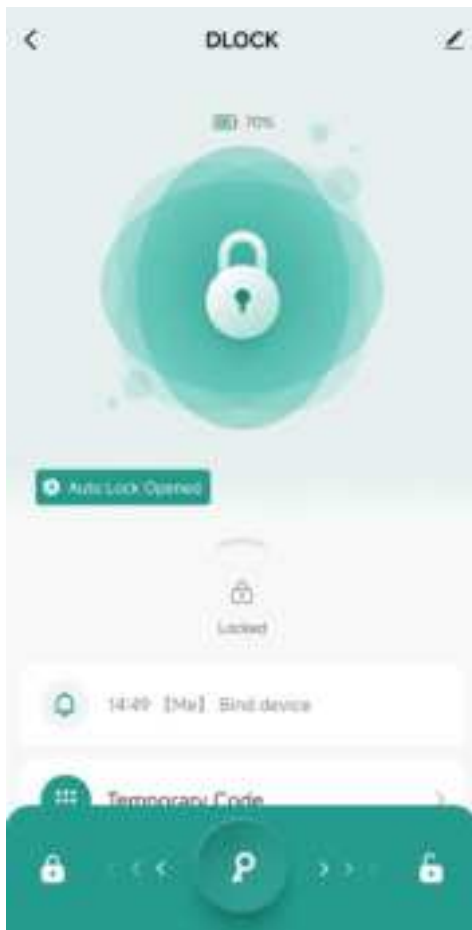 DLOCK
70%
Auto Lock Opened
Locked
14:49 【Me】 Bind device
Temporary Code